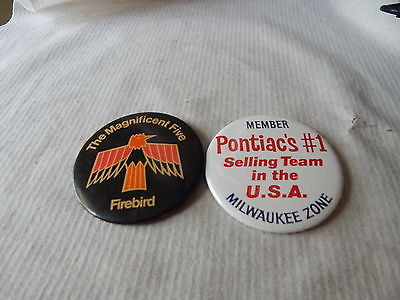 The Magnificent Five
Firebird
MEMBER
Pontiac's #1
Selling Team
in the
U.S.A.
MILWAUKEE ZONE